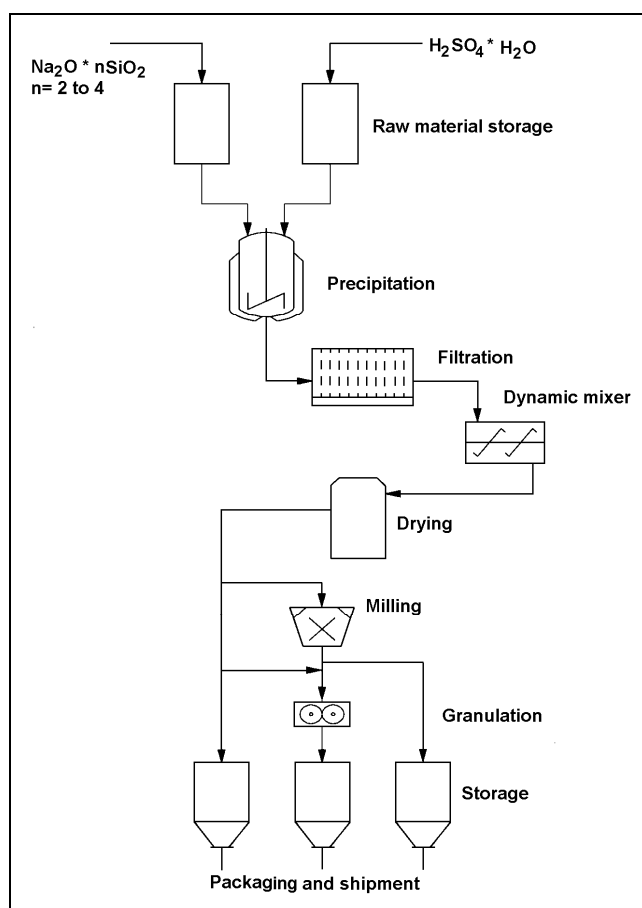 Na₂O * nSiO₂
n= 2 to 4
H₂SO₄ * H₂O
Raw material storage
Precipitation
Filtration
Dynamic mixer
Drying
Milling
Granulation
Storage
Packaging and shipment